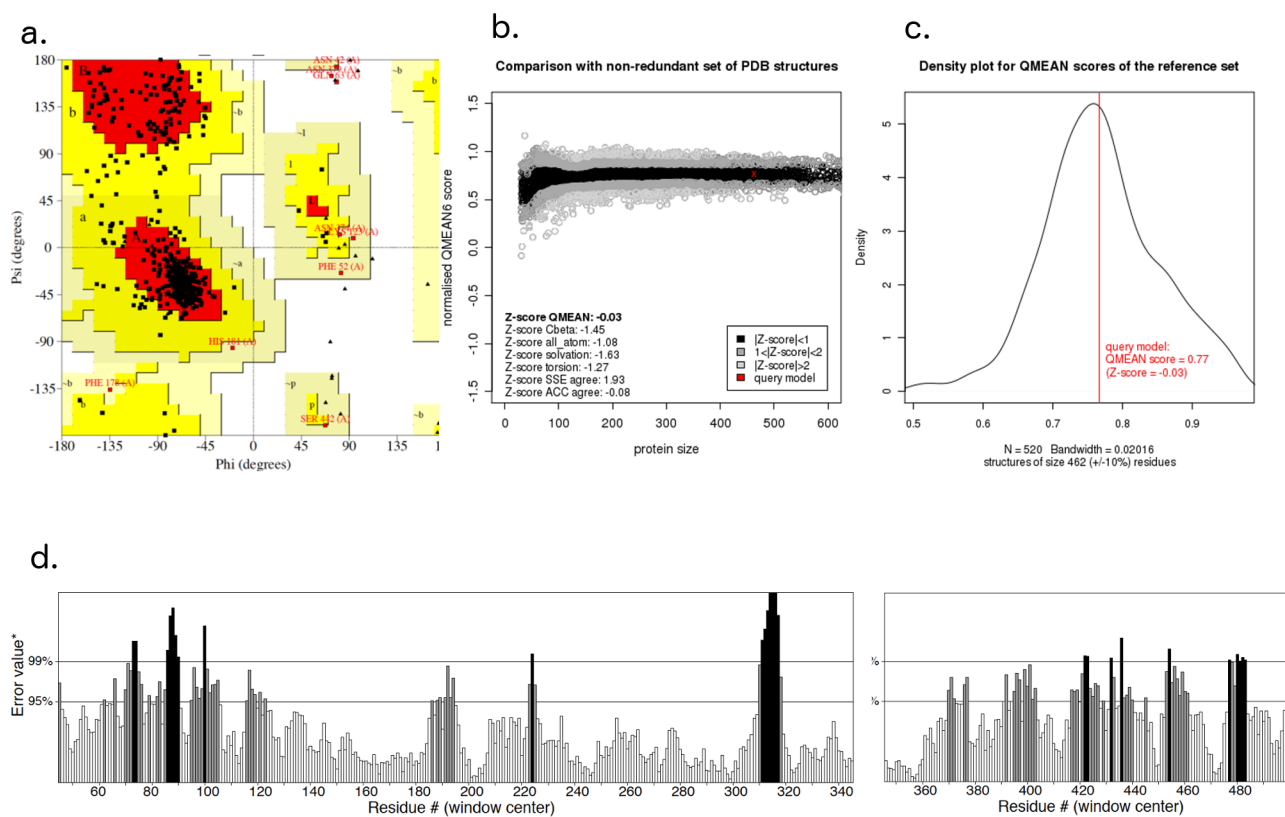 a.
180
135
90
45
0
-45
-90
-135
-180
-180
-135
-90
-45
0
45
90
135
1
Psi (degrees)
Phi (degrees)
B
b
~b
a
A
~a
~b
b
~l
l
L
~b
b
~p
p
~b
ASN 42 (A)
GLN 63 (A)
PHE 52 (A)
HIS 181 (A)
PHE 178 (A)
SER 442 (A)
b.
Comparison with non-redundant set of PDB structures
normalised QMEAN6 score
1.5
1.0
0.5
0.0
-0.5
-1.0
-1.5
x
Z-score QMEAN: -0.03
Z-score Cbeta: -1.45
Z-score all_atom: -1.08
Z-score solvation: -1.63
Z-score torsion: -1.27
Z-score SSE agree: 1.93
Z-score ACC agree: -0.08
|Z-score|<1
1<|Z-score|<2
|Z-score|>2
query model
0 100 200 300 400 500 600
protein size
c.
Density plot for QMEAN scores of the reference set
Density
5
4
3
2
1
0
query model:
QMEAN score = 0.77
(Z-score = -0.03)
0.5 0.6 0.7 0.8 0.9
N = 520 Bandwidth = 0.02016
structures of size 462 (+/-10%) residues
d.
Error value*
99%
95%
60 80 100 120 140 160 180 200 220 240 260 280 300 320 340
Residue # (window center)
%
%
360 380 400 420 440 460 480
Residue # (window center)